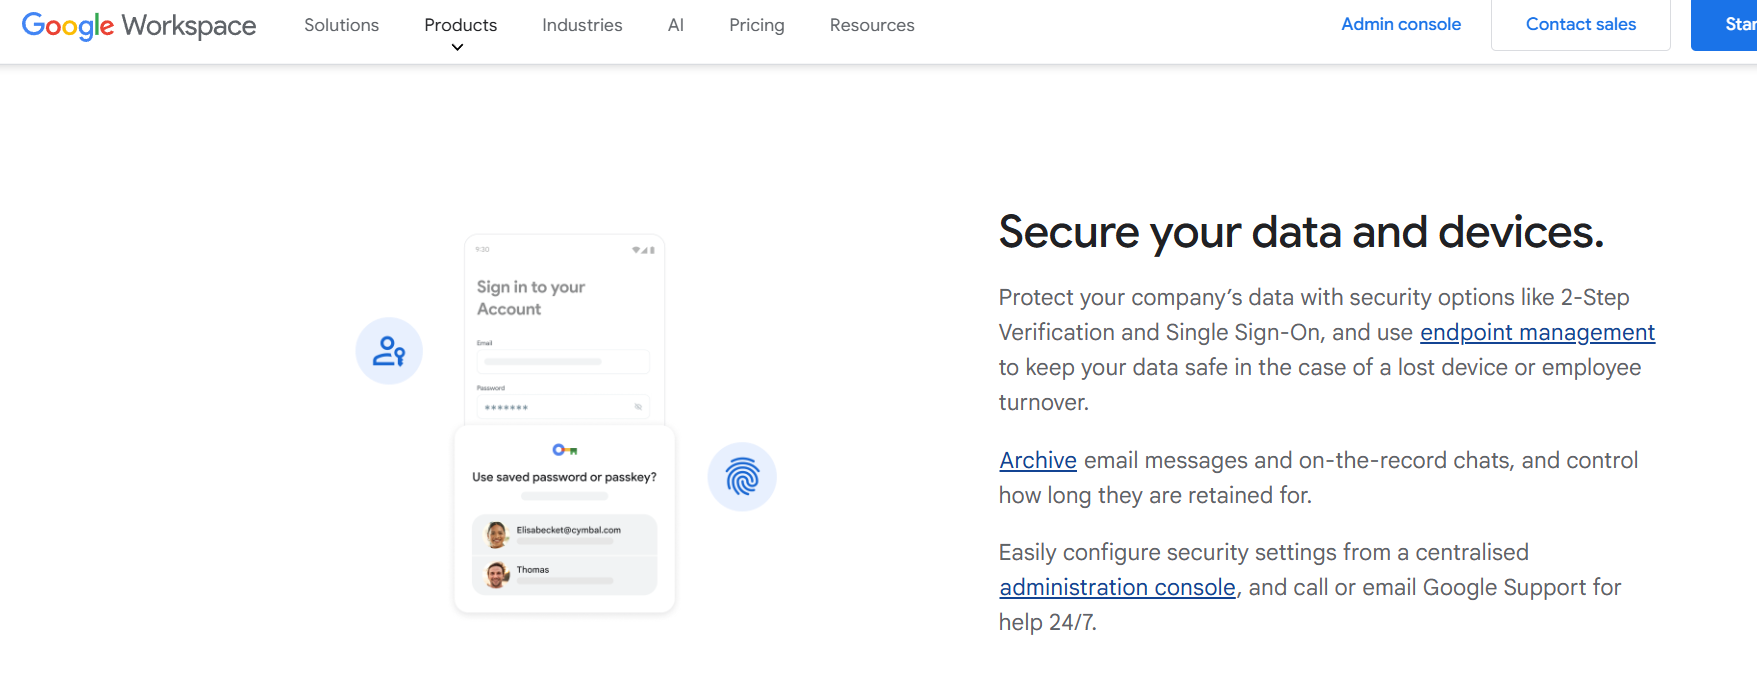 Google Workspace
Solutions
Products
Industries
AI
Pricing
Resources
Admin console
Contact sales
Star
9:30
Sign in to your
Account
Email
Password
*******
Use saved password or passkey?
Elisabecket@cymbal.com
Thomas
Secure your data and devices.
Protect your company’s data with security options like 2-Step
Verification and Single Sign-On, and use endpoint management
to keep your data safe in the case of a lost device or employee
turnover.
Archive email messages and on-the-record chats, and control
how long they are retained for.
Easily configure security settings from a centralised
administration console, and call or email Google Support for
help 24/7.